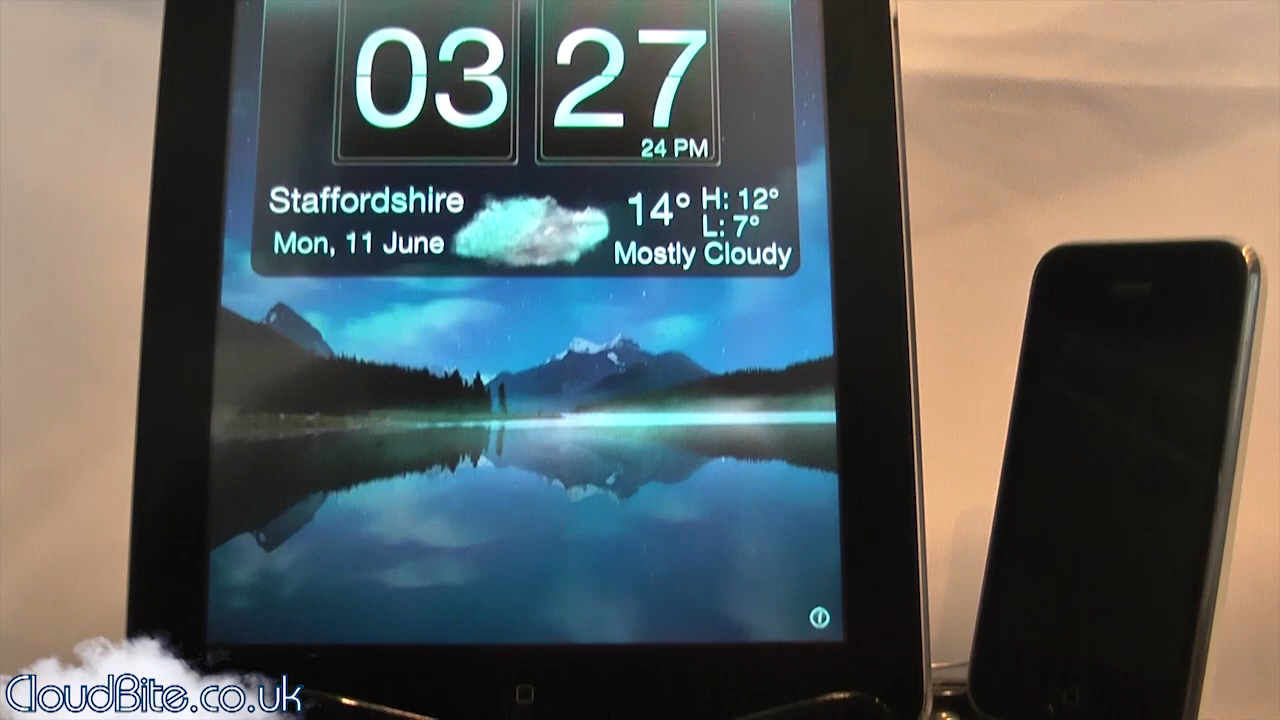 03 27
24 PM
Staffordshire
Mon, 11 June
14°
H: 12°
L: 7°
Mostly Cloudy
CloudBite.co.uk